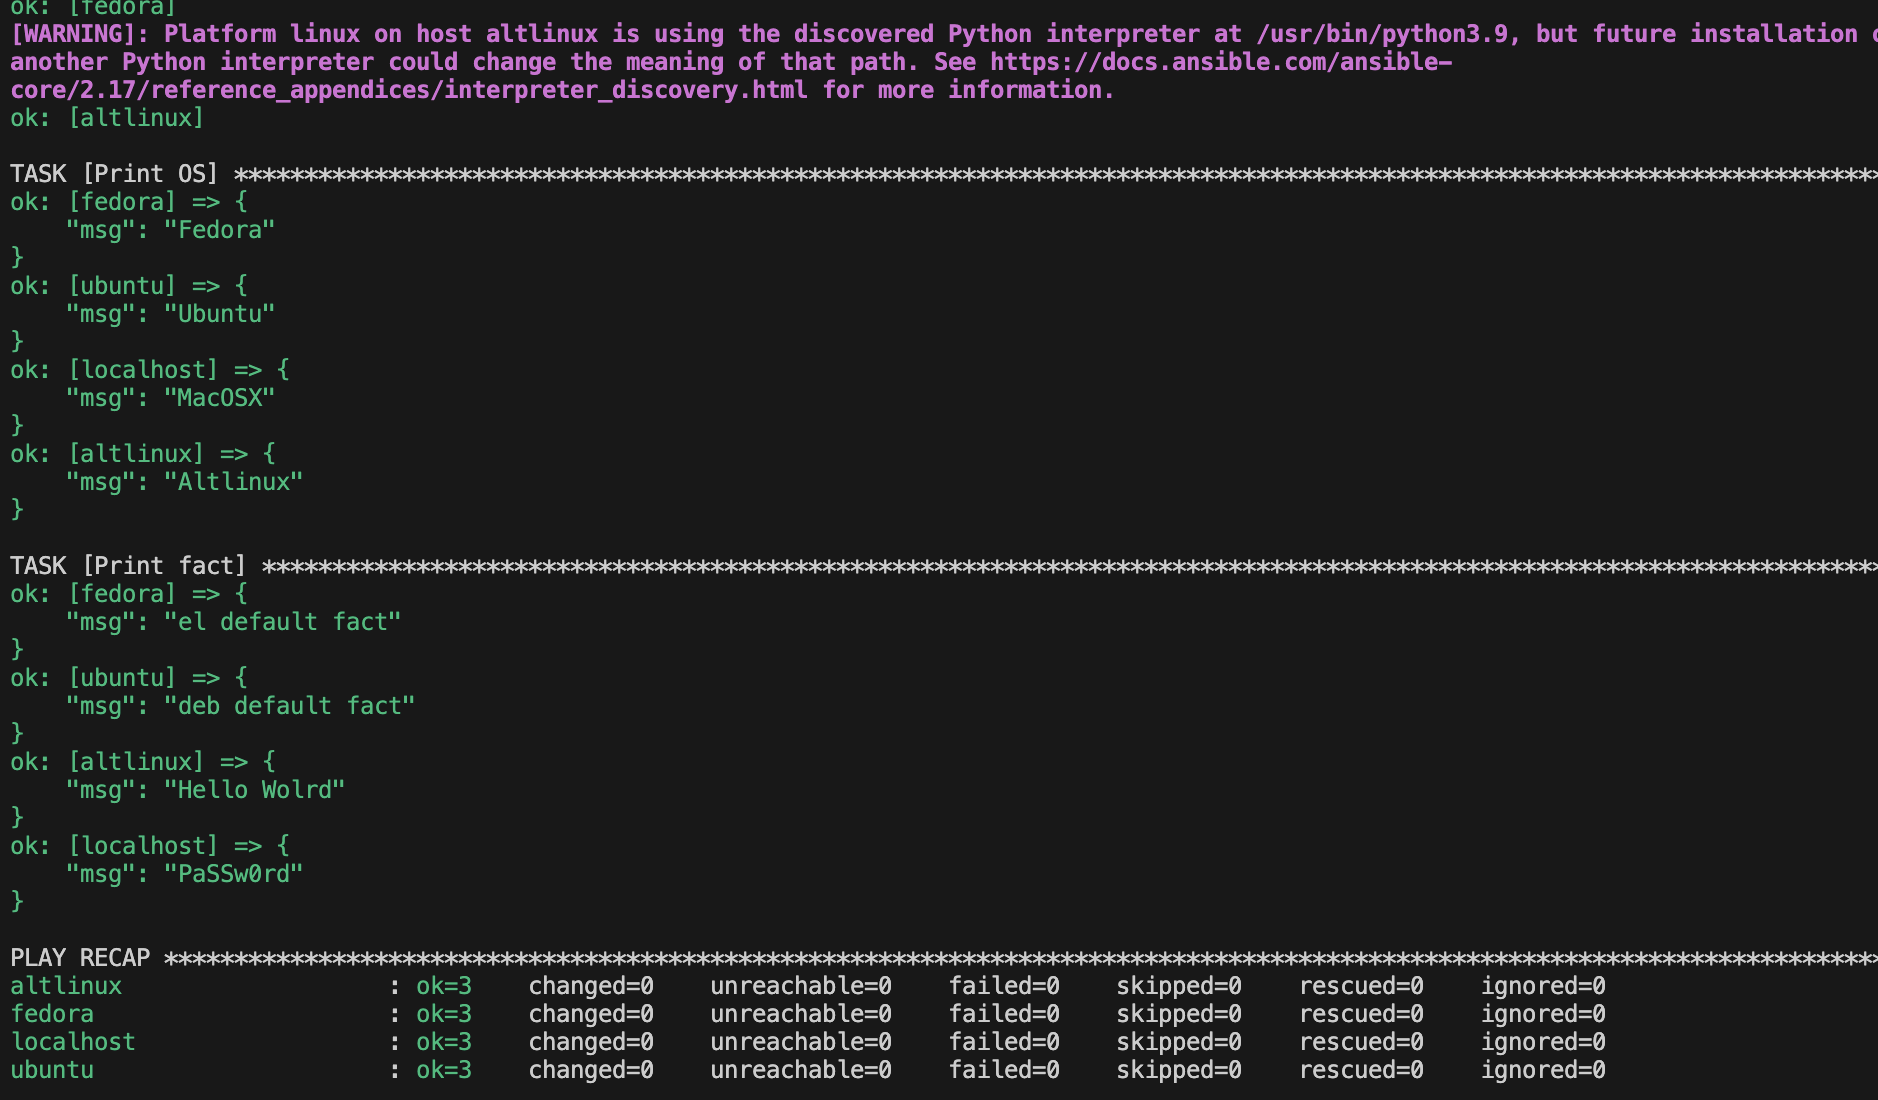 ok: [fedora]
[WARNING]: Platform linux on host altlinux is using the discovered Python interpreter at /usr/bin/python3.9, but future installation
another Python interpreter could change the meaning of that path. See https://docs.ansible.com/ansible-
core/2.17/reference_appendices/interpreter_discovery.html for more information.
ok: [altlinux]
TASK [Print OS] *********************************************************************************************************************
ok: [fedora] => {
    "msg": "Fedora"
}
ok: [ubuntu] => {
    "msg": "Ubuntu"
}
ok: [localhost] => {
    "msg": "MacOSX"
}
ok: [altlinux] => {
    "msg": "Altlinux"
}
TASK [Print fact] *******************************************************************************************************************
ok: [fedora] => {
    "msg": "el default fact"
}
ok: [ubuntu] => {
    "msg": "deb default fact"
}
ok: [altlinux] => {
    "msg": "Hello Wolrd"
}
ok: [localhost] => {
    "msg": "PaSSw0rd"
}
PLAY RECAP **************************************************************************************************************************
altlinux                   : ok=3    changed=0    unreachable=0    failed=0    skipped=0    rescued=0    ignored=0
fedora                     : ok=3    changed=0    unreachable=0    failed=0    skipped=0    rescued=0    ignored=0
localhost                  : ok=3    changed=0    unreachable=0    failed=0    skipped=0    rescued=0    ignored=0
ubuntu                     : ok=3    changed=0    unreachable=0    failed=0    skipped=0    rescued=0    ignored=0